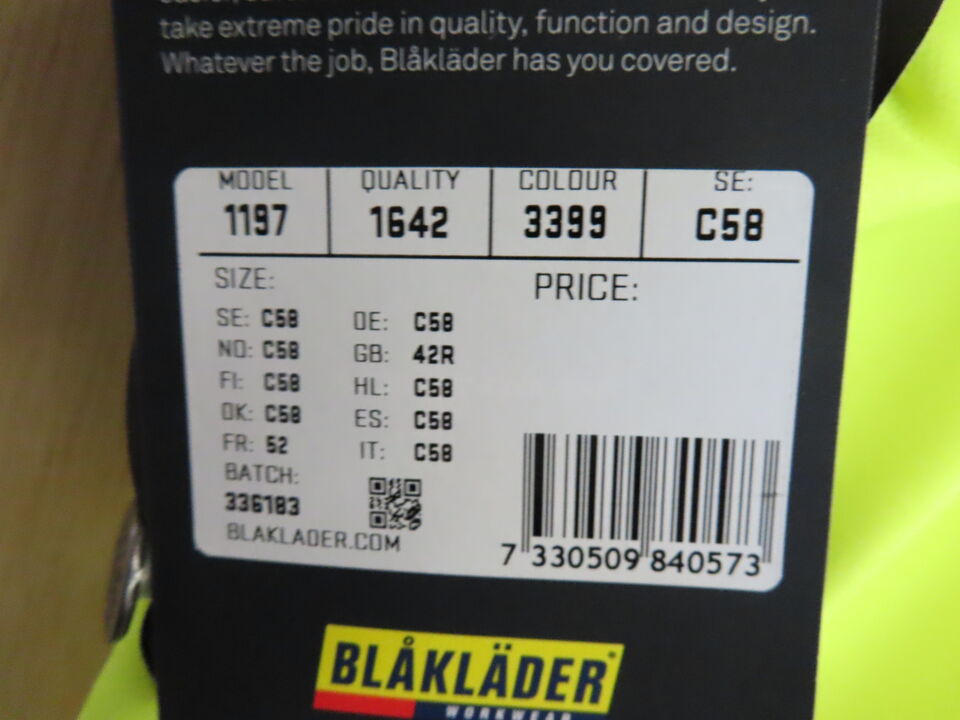 take extreme pride in quality, function and design.
Whatever the job, Blåkläder has you covered.
MODEL QUALITY COLOUR SE:
1197 1642 3399 C58
SIZE: PRICE:
SE: C58 DE: C58
NO: C58 GB: 42R
FI: C58 HL: C58
DK: C58 ES: C58
FR: 52 IT: C58
BATCH:
336183
BLAKLADER.COM
7 330509 840573
BLÅKLÄDER
WORKWEAR